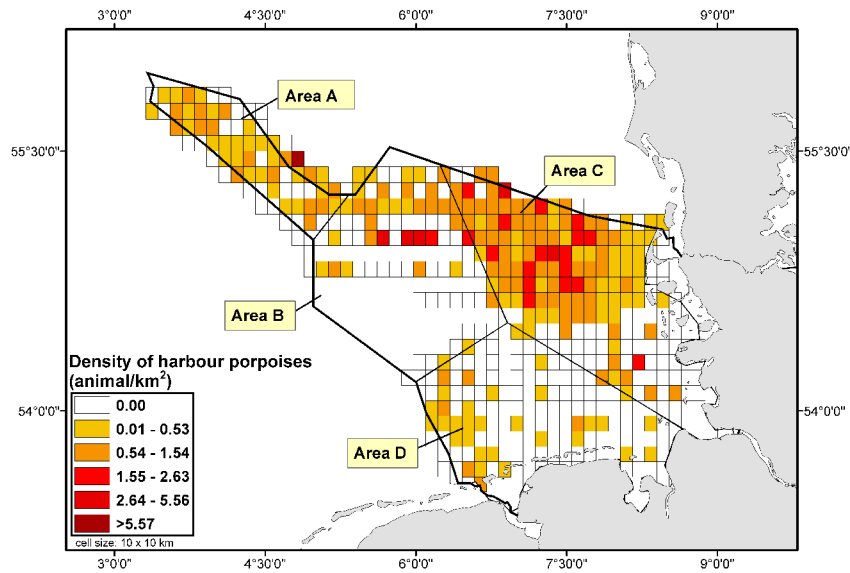 3°0'0" 4°30'0" 6°0'0" 7°30'0" 9°0'0"
Area A
55°30'0" 55°30'0"
Area C
Area B
Density of harbour porpoises
(animal/km²)
0.00
0.01 - 0.53
0.54 - 1.54
1.55 - 2.63
2.64 - 5.56
>5.57
cell size: 10 x 10 km
54°0'0" 54°0'0"
Area D
3°0'0" 4°30'0" 6°0'0" 7°30'0" 9°0'0"